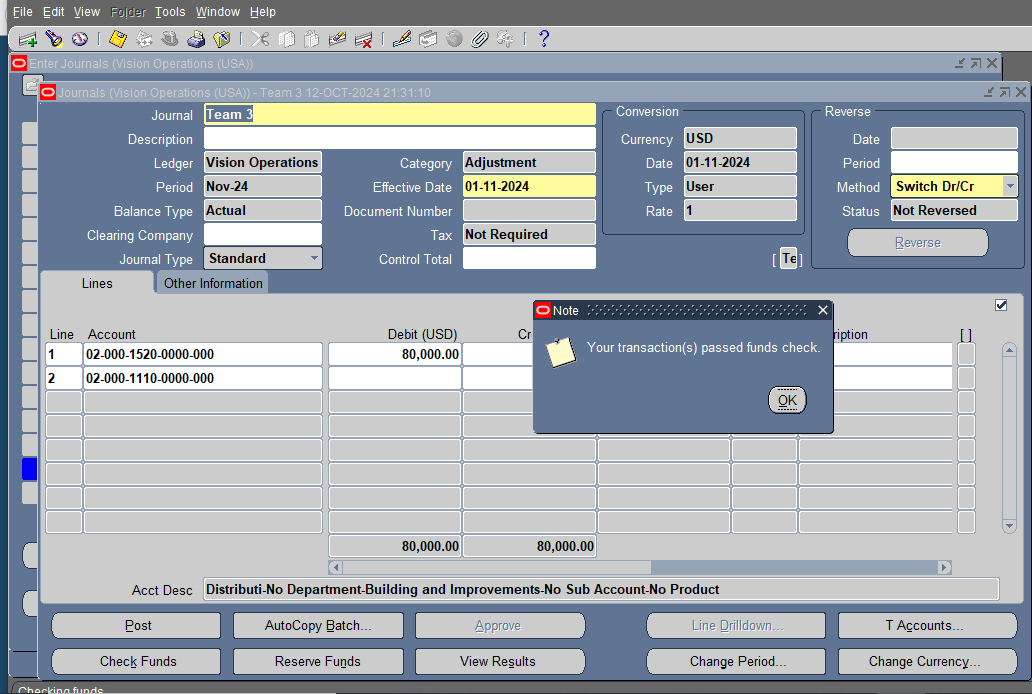 File Edit View Folder Tools Window Help
Enter Journals (Vision Operations (USA))
Journals (Vision Operations (USA)) - Team 3 12-OCT-2024 21:31:10
Journal Team 3
Description
Ledger Vision Operations Category Adjustment
Period Nov-24 Effective Date 01-11-2024
Balance Type Actual Document Number
Clearing Company Tax Not Required
Journal Type Standard Control Total
Conversion
Currency USD
Date 01-11-2024
Type User
Rate 1
[ Te ]
Reverse
Date
Period
Method Switch Dr/Cr
Status Not Reversed
Reverse
Lines Other Information
Line Account Debit (USD) Cr ription [ ]
1 02-000-1520-0000-000 80,000.00
2 02-000-1110-0000-000
Note
Your transaction(s) passed funds check.
OK
80,000.00 80,000.00
Acct Desc Distributi-No Department-Building and Improvements-No Sub Account-No Product
Post AutoCopy Batch... Approve Line Drilldown... T Accounts...
Check Funds Reserve Funds View Results Change Period... Change Currency...
Checking funds